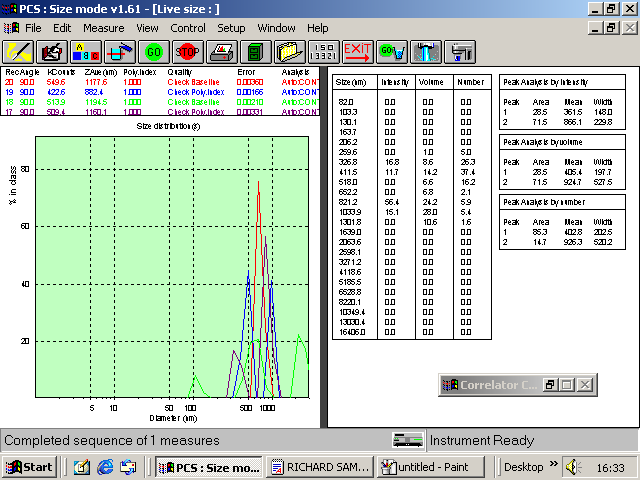 PCS : Size mode v1.61 - [Live size : ]
File Edit Measure View Control Setup Window Help
GO STOP EXIT GO
150 13321
Rec Angle KCounts ZAve(nm) Poly.Index Quality Error Analysis
20 90.0 549.6 1177.6 1.000 Check Baseline 0.00360 Auto:CONT
19 90.0 422.6 882.4 1.000 Check Poly.Index 0.00166 Auto:CONT
18 90.0 513.9 1194.5 1.000 Check Baseline 0.00210 Auto:CONT
17 90.0 509.4 1160.1 1.000 Check Poly.Index 0.00331 Auto:CONT
Size distribution(s)
% in class
80
60
40
20
5 10 50 100 500 1000
Diameter (nm)
Size(nm) Intensity Volume Number
82.0 0.0 0.0 0.0
103.3 0.0 0.0 0.0
130.1 0.0 0.0 0.0
163.7 0.0 0.0 0.0
206.2 0.0 0.0 0.0
259.6 0.0 1.0 5.0
326.8 16.8 8.6 26.3
411.5 11.7 14.2 37.4
518.0 0.0 6.6 16.2
652.2 0.0 6.8 2.1
821.2 56.4 24.2 5.9
1033.9 15.1 28.0 5.4
1301.8 0.0 10.6 1.6
1639.0 0.0 0.0 0.0
2063.6 0.0 0.0 0.0
2598.1 0.0 0.0 0.0
3271.2 0.0 0.0 0.0
4118.6 0.0 0.0 0.0
5185.5 0.0 0.0 0.0
6528.8 0.0 0.0 0.0
8220.1 0.0 0.0 0.0
10349.4 0.0 0.0 0.0
13030.4 0.0 0.0 0.0
16406.0 0.0 0.0 0.0
Peak Analysis by intensity
Peak Area Mean Width
1 28.5 361.5 148.0
2 71.5 866.1 229.8
Peak Analysis by volume
Peak Area Mean Width
1 28.5 405.4 197.7
2 71.5 924.7 527.5
Peak Analysis by number
Peak Area Mean Width
1 85.3 402.8 202.5
2 14.7 926.3 520.2
Correlator C...
Completed sequence of 1 measures
Instrument Ready
Start PCS : Size mo... RICHARD SAM... untitled - Paint Desktop » 16:33